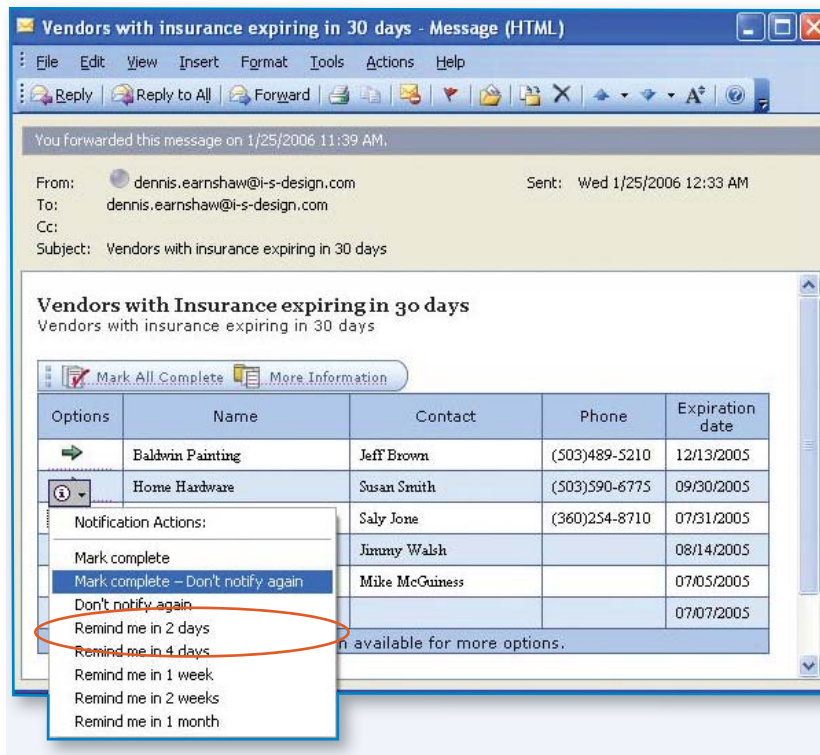 Vendors with insurance expiring in 30 days - Message (HTML)
File Edit View Insert Format Tools Actions Help
Reply Reply to All Forward
You forwarded this message on 1/25/2006 11:39 AM.
From: dennis.earnshaw@i-s-design.com Sent: Wed 1/25/2006 12:33 AM
To: dennis.earnshaw@i-s-design.com
Cc:
Subject: Vendors with insurance expiring in 30 days
Vendors with Insurance expiring in 30 days
Vendors with insurance expiring in 30 days
Mark All Complete More Information
Options Name Contact Phone Expiration date
Baldwin Painting Jeff Brown (503)489-5210 12/13/2005
Home Hardware Susan Smith (503)590-6775 09/30/2005
Saly Jone (360)254-8710 07/31/2005
Jimmy Walsh 08/14/2005
Mike McGuiness 07/05/2005
07/07/2005
available for more options.
Notification Actions:
Mark complete
Mark complete – Don't notify again
Don't notify again
Remind me in 2 days
Remind me in 4 days
Remind me in 1 week
Remind me in 2 weeks
Remind me in 1 month